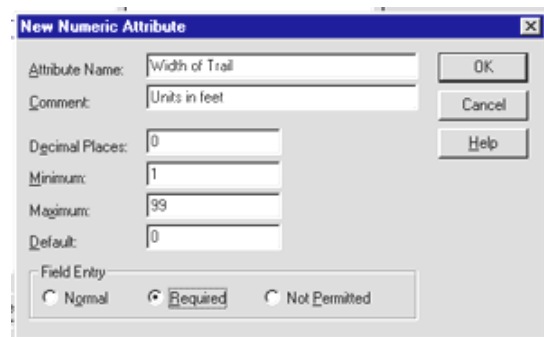 New Numeric Attribute
Attribute Name: Width of Trail
Comment: Units in feet
Decimal Places: 0
Minimum: 1
Maximum: 99
Default: 0
Field Entry
Normal Required Not Permitted
OK
Cancel
Help